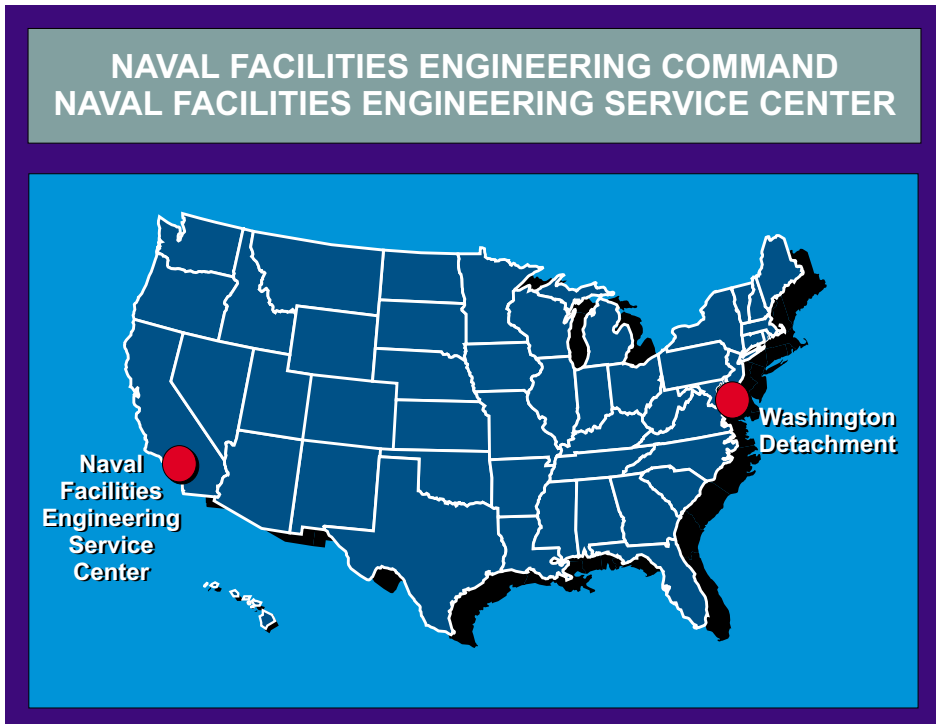 NAVAL FACILITIES ENGINEERING COMMAND
NAVAL FACILITIES ENGINEERING SERVICE CENTER
Washington
Detachment
Naval
Facilities
Engineering
Service
Center